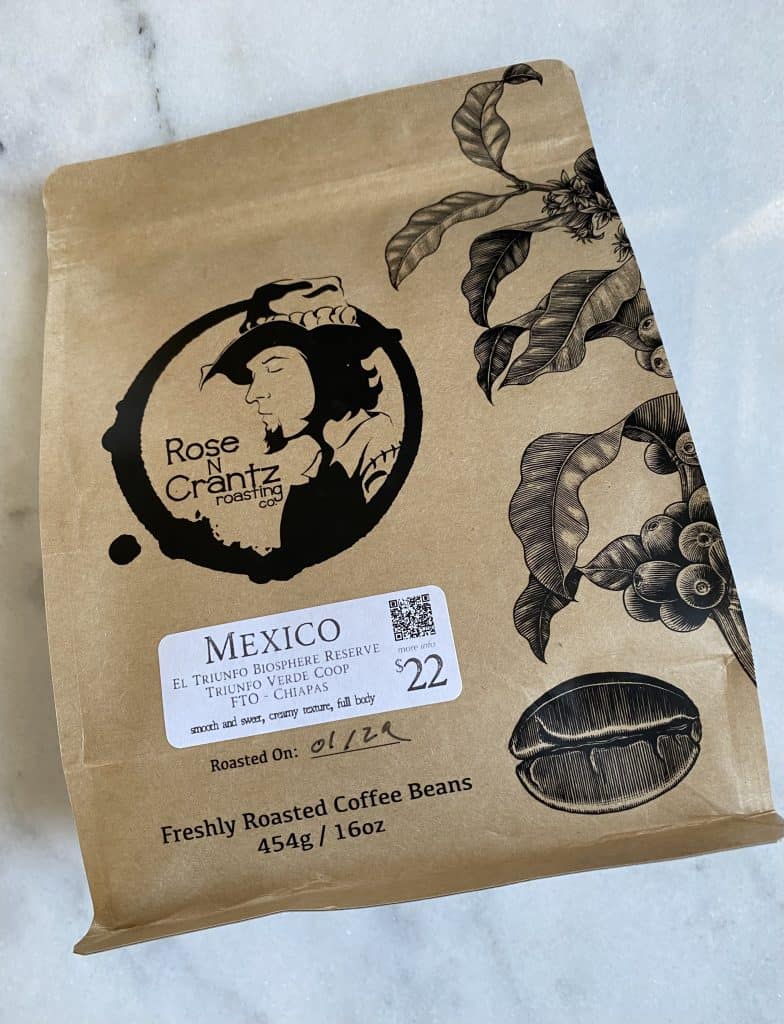 Rose
N
Crantz
roasting
co.
MEXICO
EL TRIUNFO BIOSPHERE RESERVE
TRIUNFO VERDE COOP
FTO - CHIAPAS
smooth and sweet, creamy texture, full body
more info
$22
Roasted On: 01/29
Freshly Roasted Coffee Beans
454g / 16oz